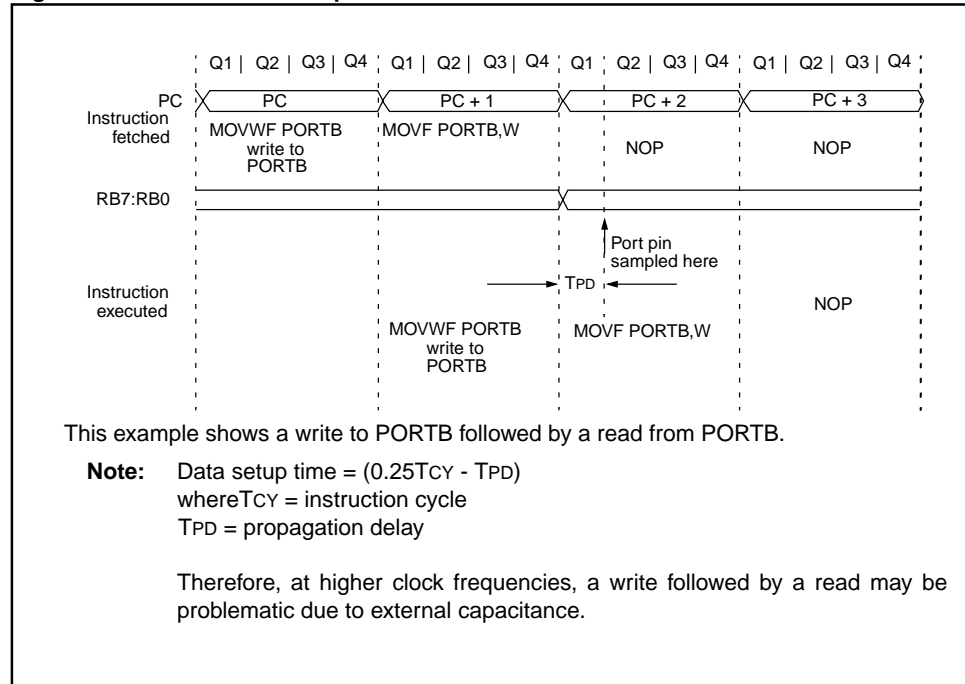 Q1 | Q2 | Q3 | Q4 Q1 | Q2 | Q3 | Q4 Q1 Q2 | Q3 | Q4 Q1 | Q2 | Q3 | Q4
PC PC PC + 1 PC + 2 PC + 3
Instruction
fetched
MOVWF PORTB
write to
PORTB
MOVF PORTB,W
NOP
NOP
RB7:RB0
Port pin
sampled here
TPD
Instruction
executed
MOVWF PORTB
write to
PORTB
MOVF PORTB,W
NOP
This example shows a write to PORTB followed by a read from PORTB.
Note: Data setup time = (0.25TCY - TPD)
whereTCY = instruction cycle
TPD = propagation delay
Therefore, at higher clock frequencies, a write followed by a read may be
problematic due to external capacitance.